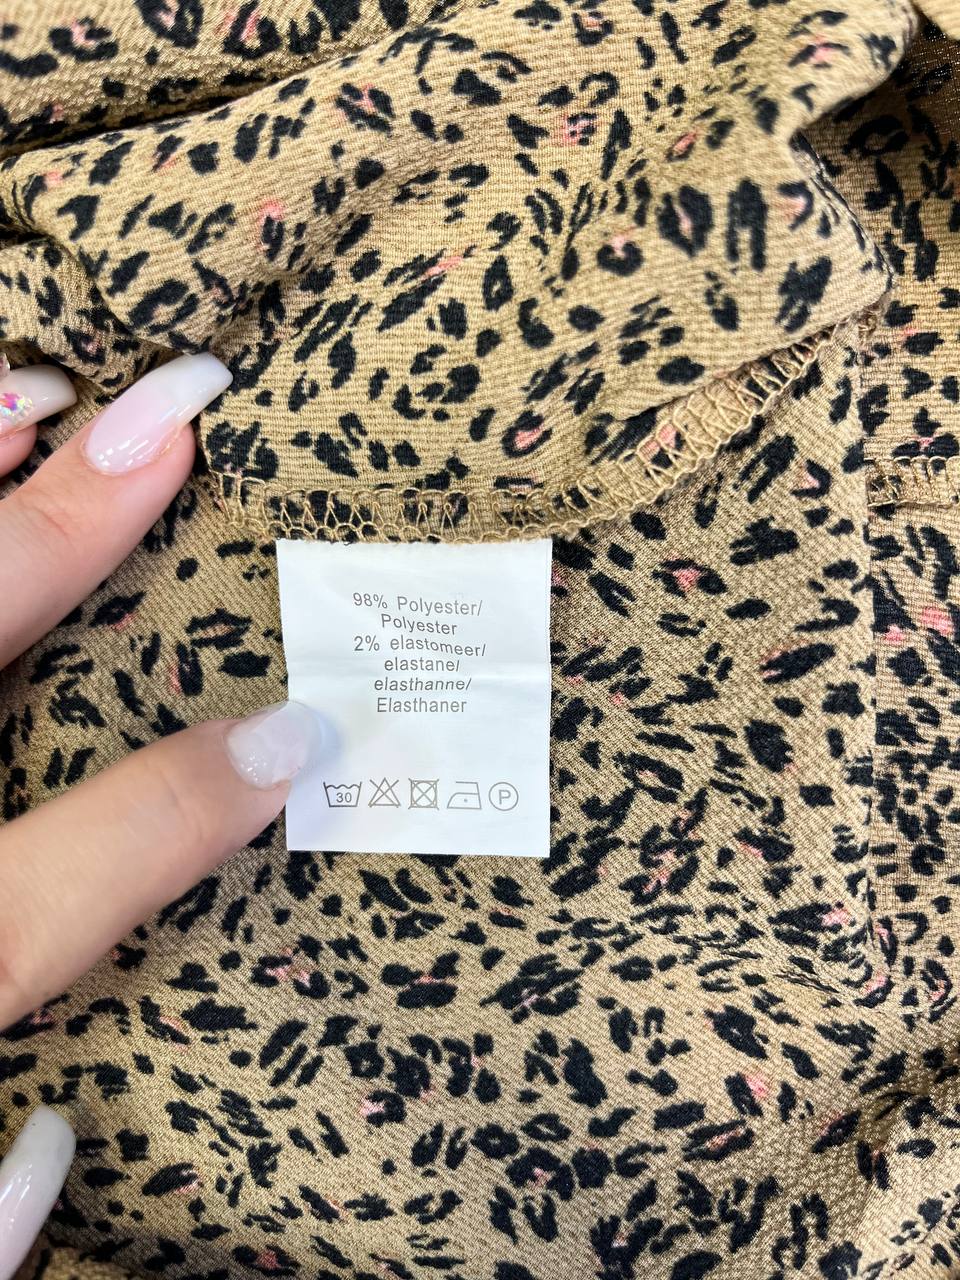 98% Polyester/
Polyester
2% elastomeer/
elastane/
elasthanne/
Elasthaner
30 P